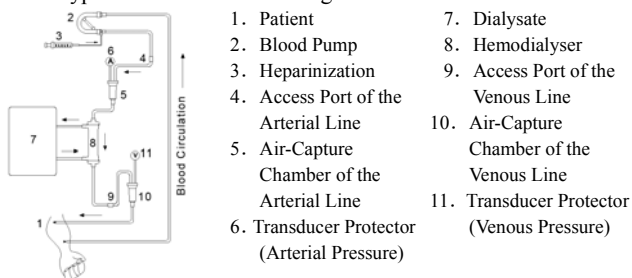 2
6
3
A
4
5
11
7
8
V
Blood Circulation
9
10
1
1. Patient
2. Blood Pump
3. Heparinization
4. Access Port of the
Arterial Line
5. Air-Capture
Chamber of the
Arterial Line
6. Transducer Protector
(Arterial Pressure)
7. Dialysate
8. Hemodialyser
9. Access Port of the
Venous Line
10. Air-Capture
Chamber of the
Venous Line
11. Transducer Protector
(Venous Pressure)